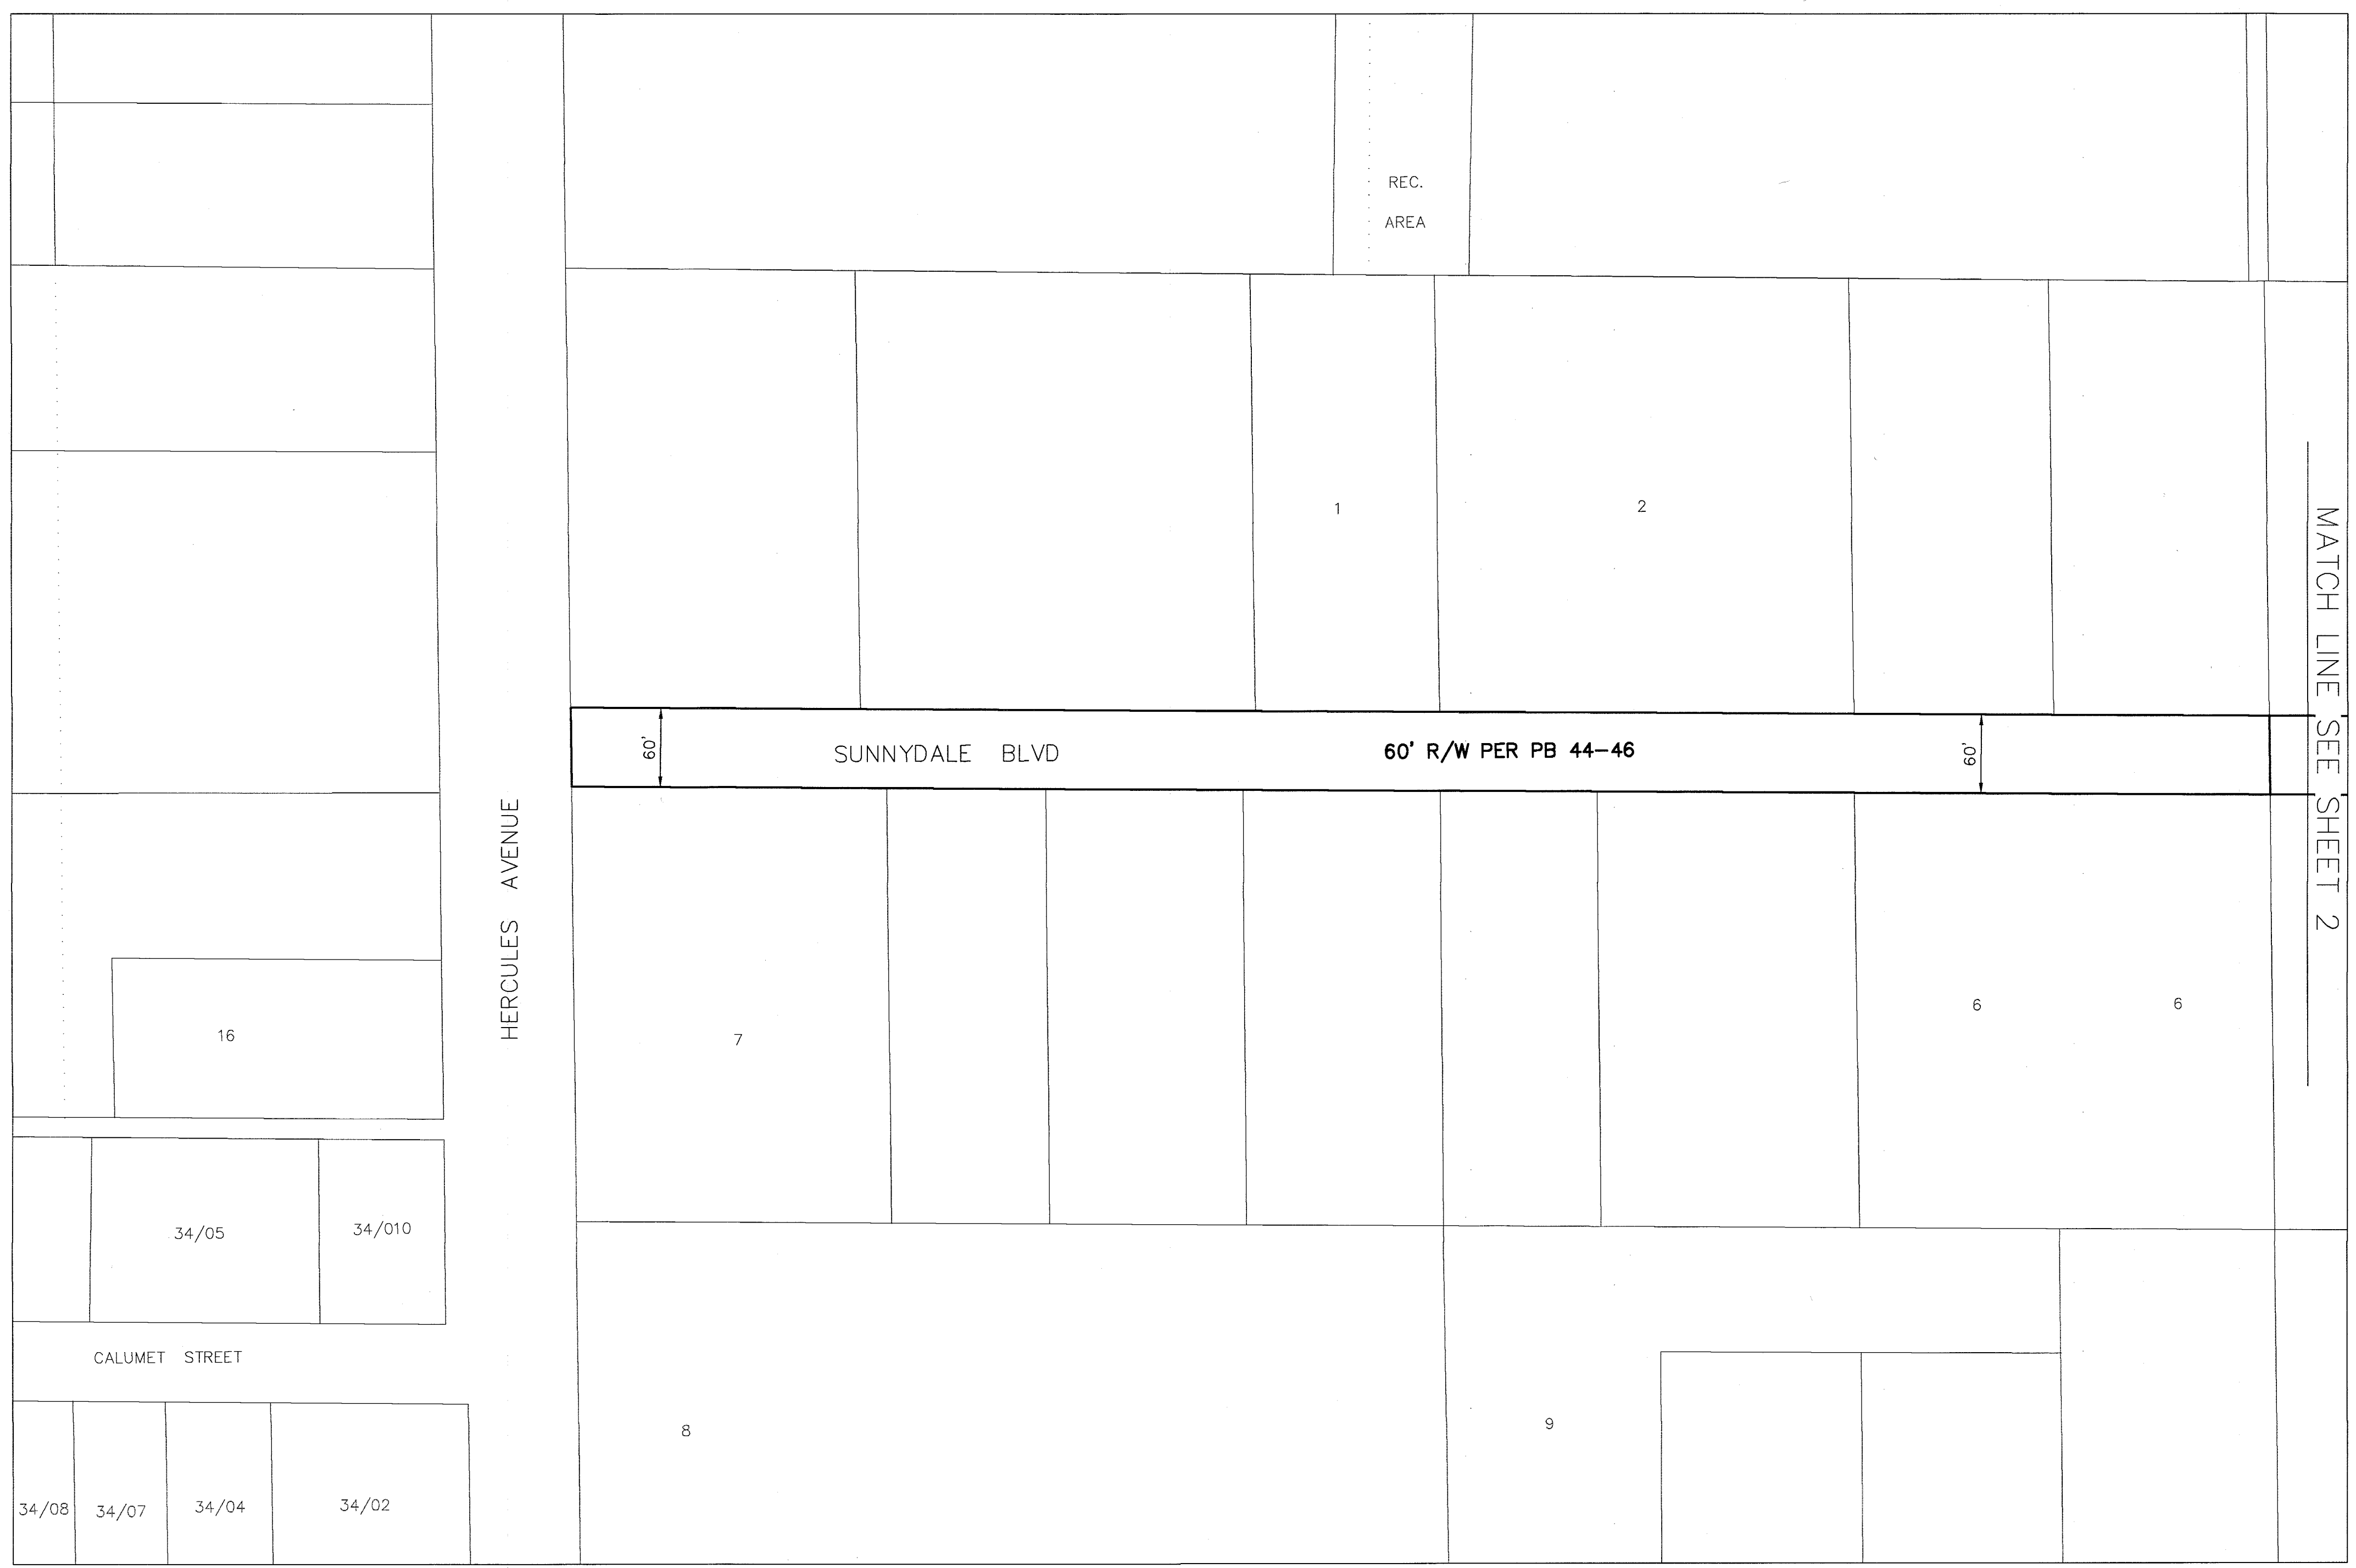 REC.
AREA
1
2
MATCH LINE SEE SHEET 2
60'
SUNNYDALE BLVD
60' R/W PER PB 44-46
60'
HERCULES AVENUE
16
7
6
6
34/05
34/010
CALUMET STREET
8
9
34/08
34/07
34/04
34/02